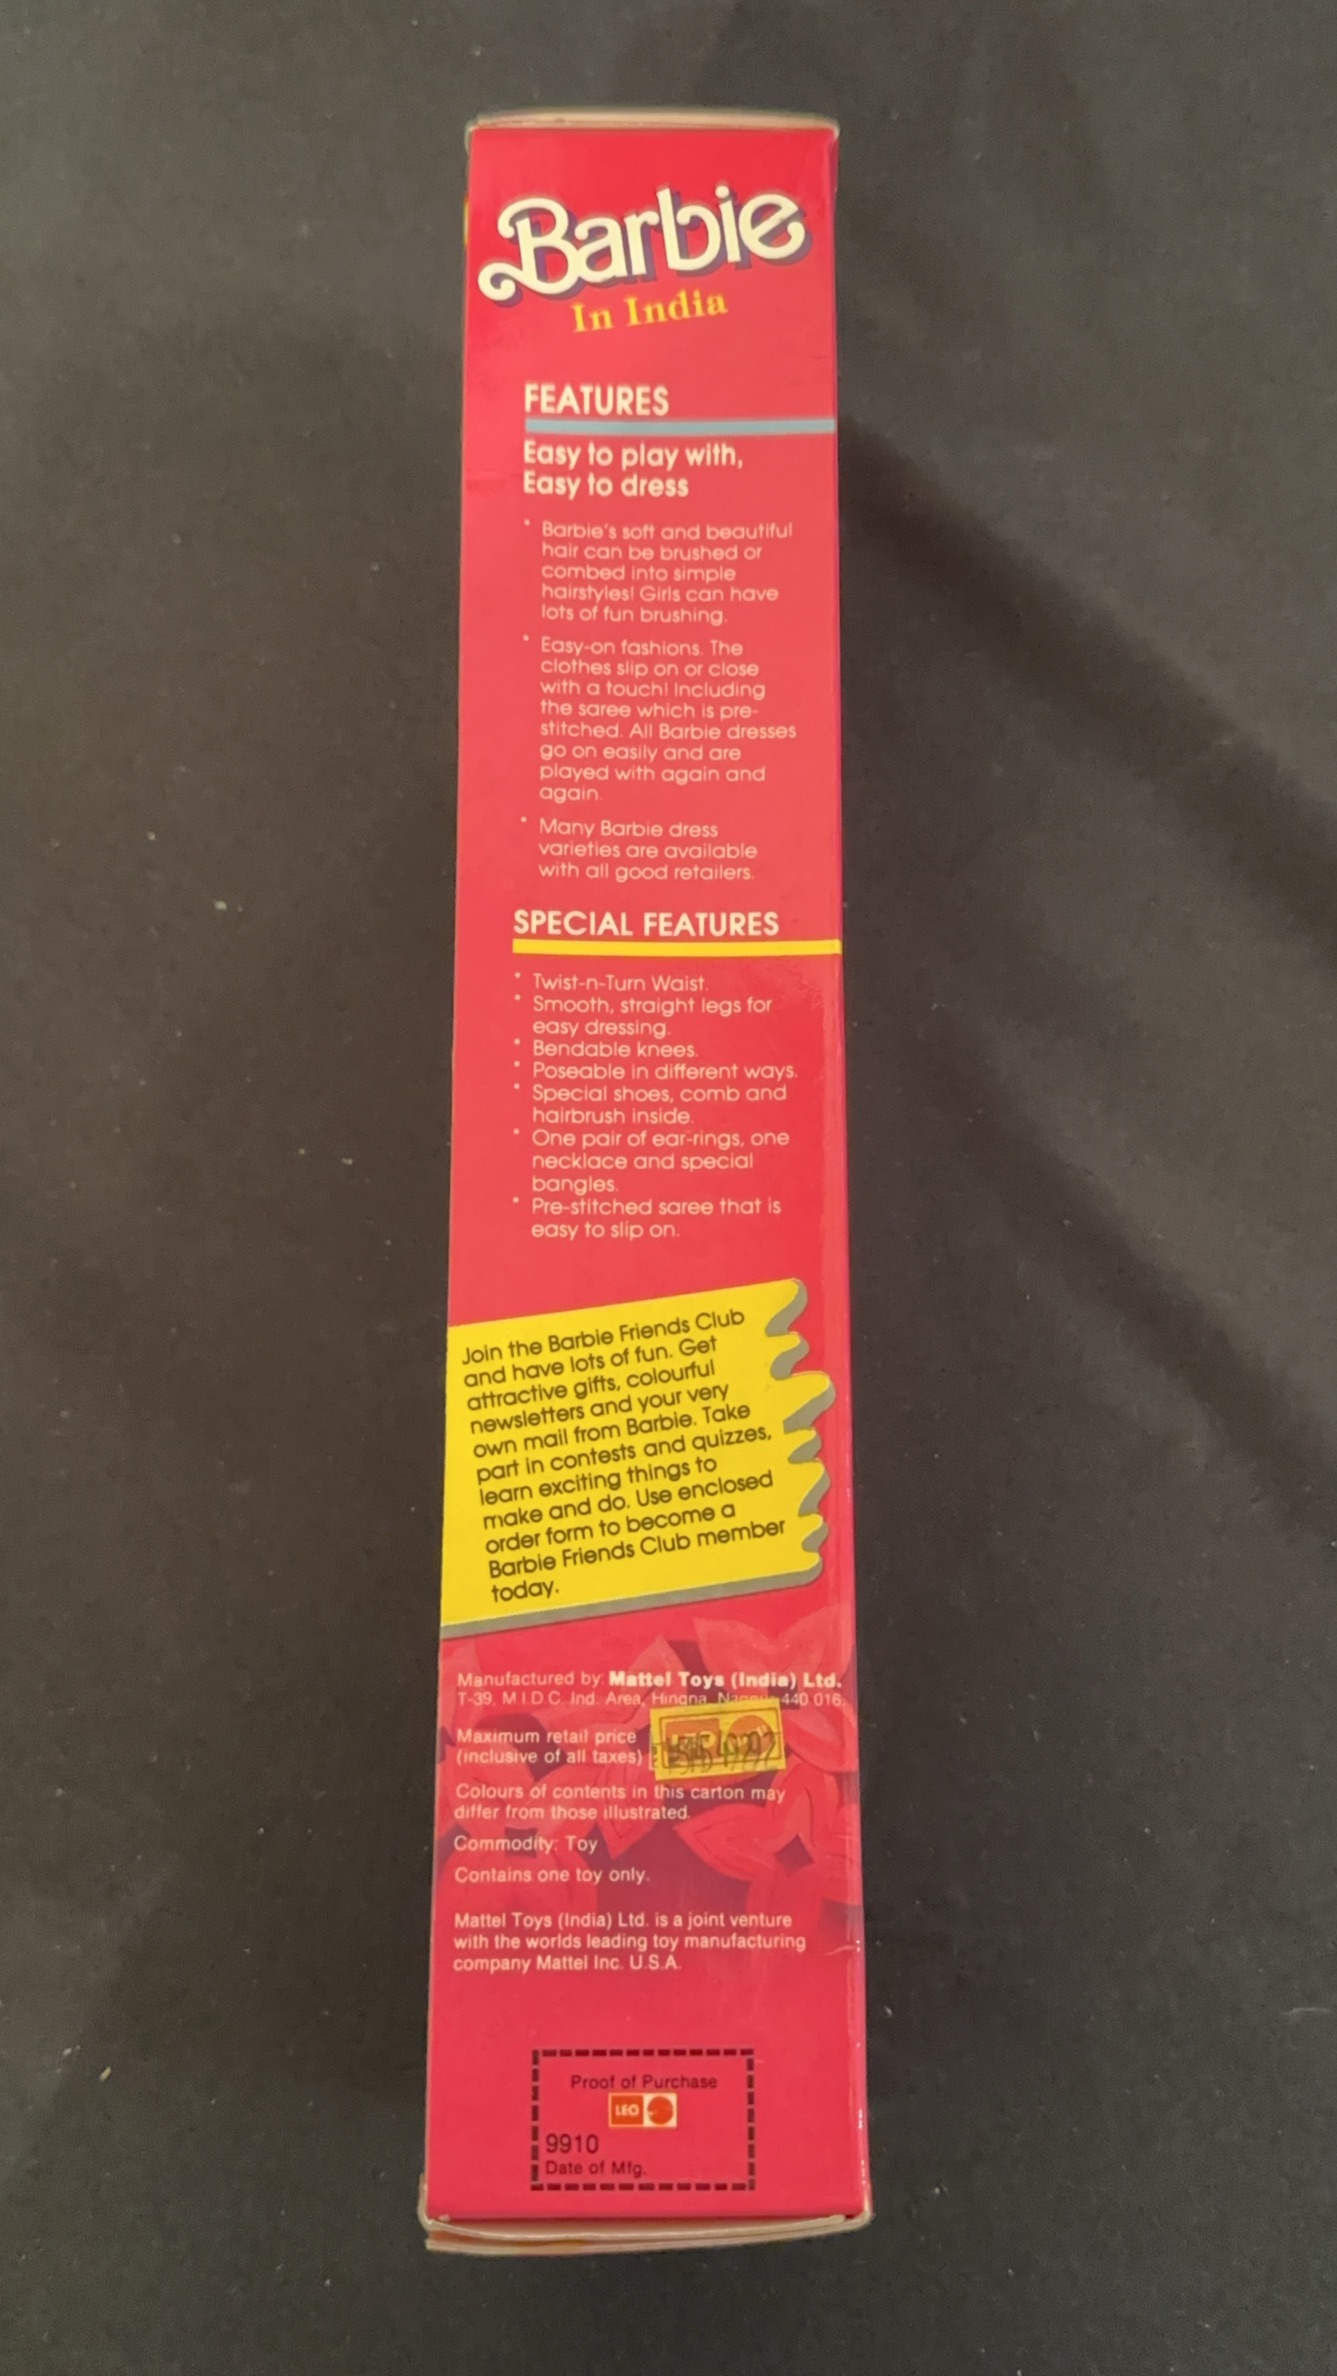 Barbie
In India
FEATURES
Easy to play with,
Easy to dress
* Barbie's soft and beautiful
hair can be brushed or
combed into simple
hairstyles! Girls can have
lots of fun brushing.
* Easy-on fashions. The
clothes slip on or close
with a touch! Including
the saree which is pre-
stitched. All Barbie dresses
go on easily and are
played with again and
again.
* Many Barbie dress
varieties are available
with all good retailers.
SPECIAL FEATURES
* Twist-n-Turn Waist.
* Smooth, straight legs for
easy dressing.
* Bendable knees.
* Poseable in different ways.
* Special shoes, comb and
hairbrush inside.
* One pair of ear-rings, one
necklace and special
bangles.
* Pre-stitched saree that is
easy to slip on.
Join the Barbie Friends Club
and have lots of fun. Get
attractive gifts, colourful
newsletters and your very
own mail from Barbie. Take
part in contests and quizzes,
learn exciting things to
make and do. Use enclosed
order form to become a
Barbie Friends Club member
today.
Manufactured by: Mattel Toys (India) Ltd.
T-39, M.I.D.C. Ind. Area, Hingna, 440 016.
Maximum retail price
(inclusive of all taxes)
Colours of contents in this carton may
differ from those illustrated.
Commodity: Toy
Contains one toy only.
Mattel Toys (India) Ltd. is a joint venture
with the worlds leading toy manufacturing
company Mattel Inc. U.S.A.
Proof of Purchase
LEO
9910
Date of Mfg.